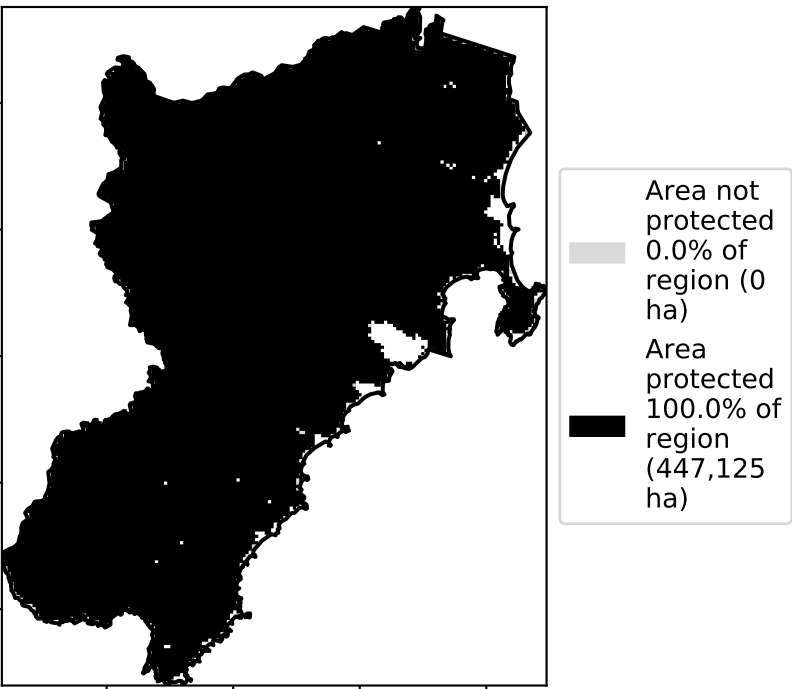 Area not
protected
0.0% of
region (0
ha)
Area
protected
100.0% of
region
(447,125
ha)